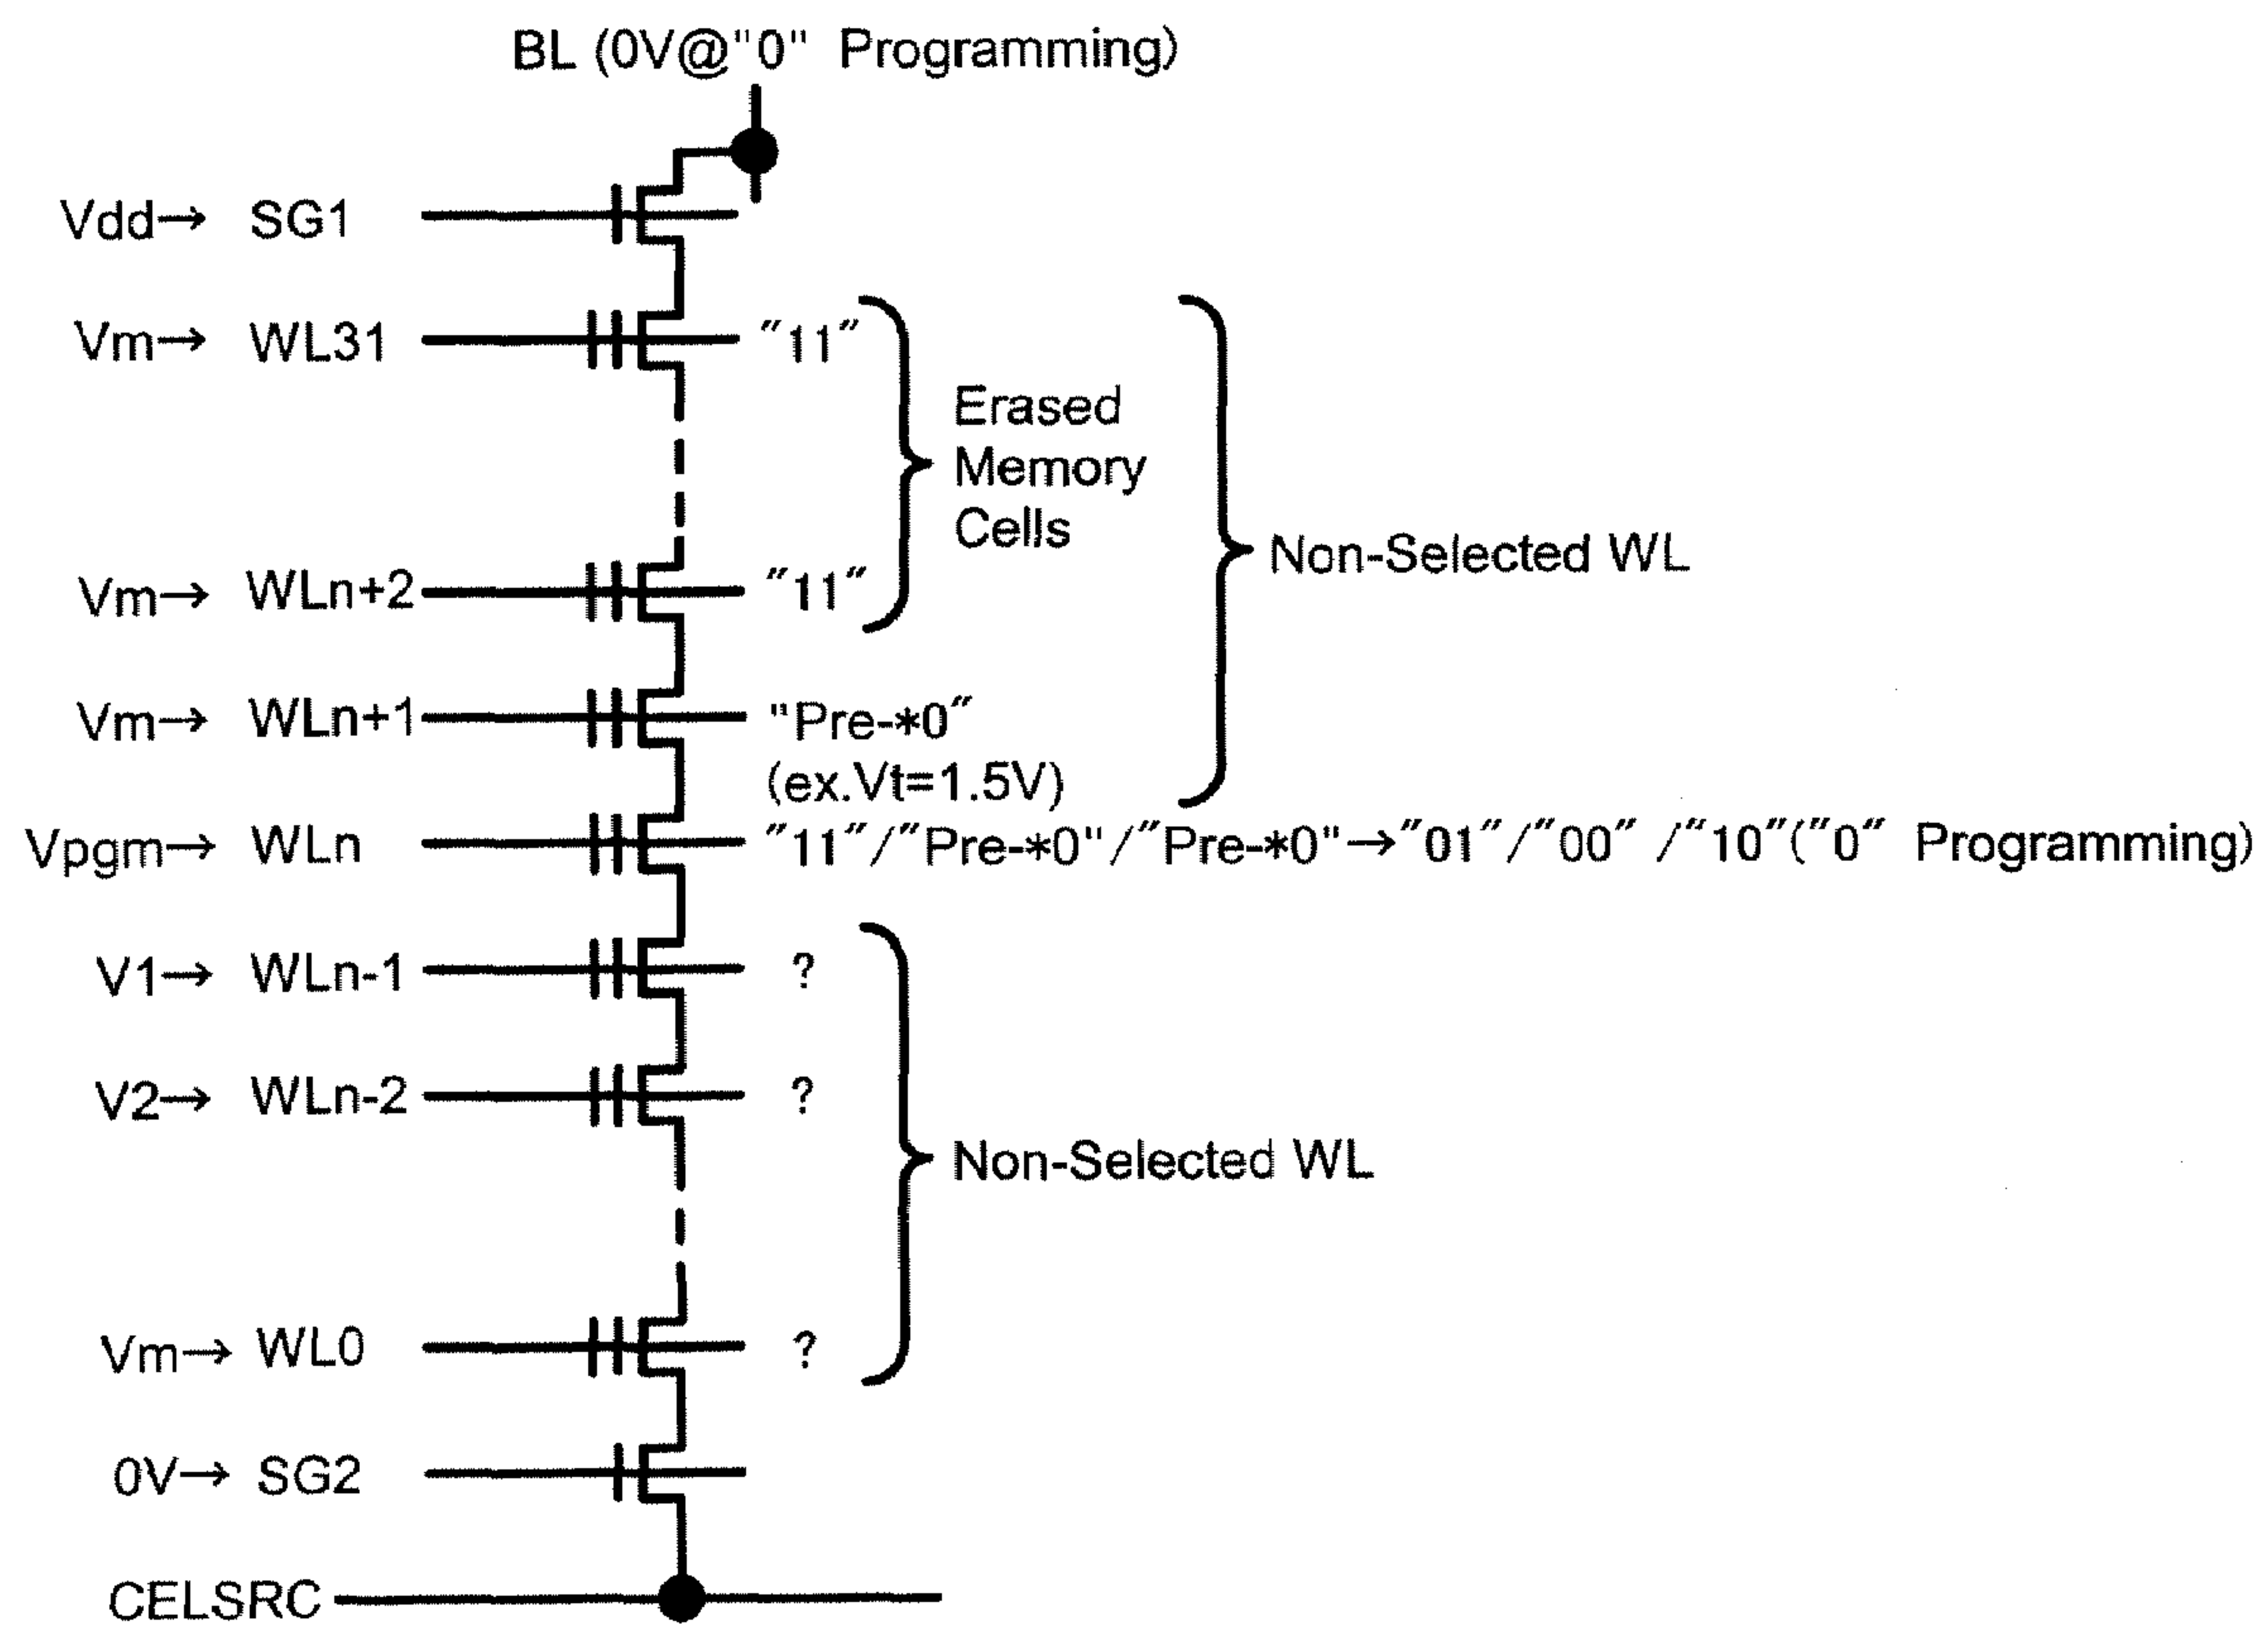 BL (0V@"0" Programming)
Vdd→ SG1
Vm→ WL31 "11"
Erased
Memory
Cells
Non-Selected WL
Vm→ WLn+2 "11"
Vm→ WLn+1 "Pre-*0"
(ex.Vt=1.5V)
Vpgm→ WLn "11"/"Pre-*0"/"Pre-*0"→"01"/"00" /"10"("0" Programming)
V1→ WLn-1 ?
V2→ WLn-2 ?
Non-Selected WL
Vm→ WL0 ?
0V→ SG2
CELSRC